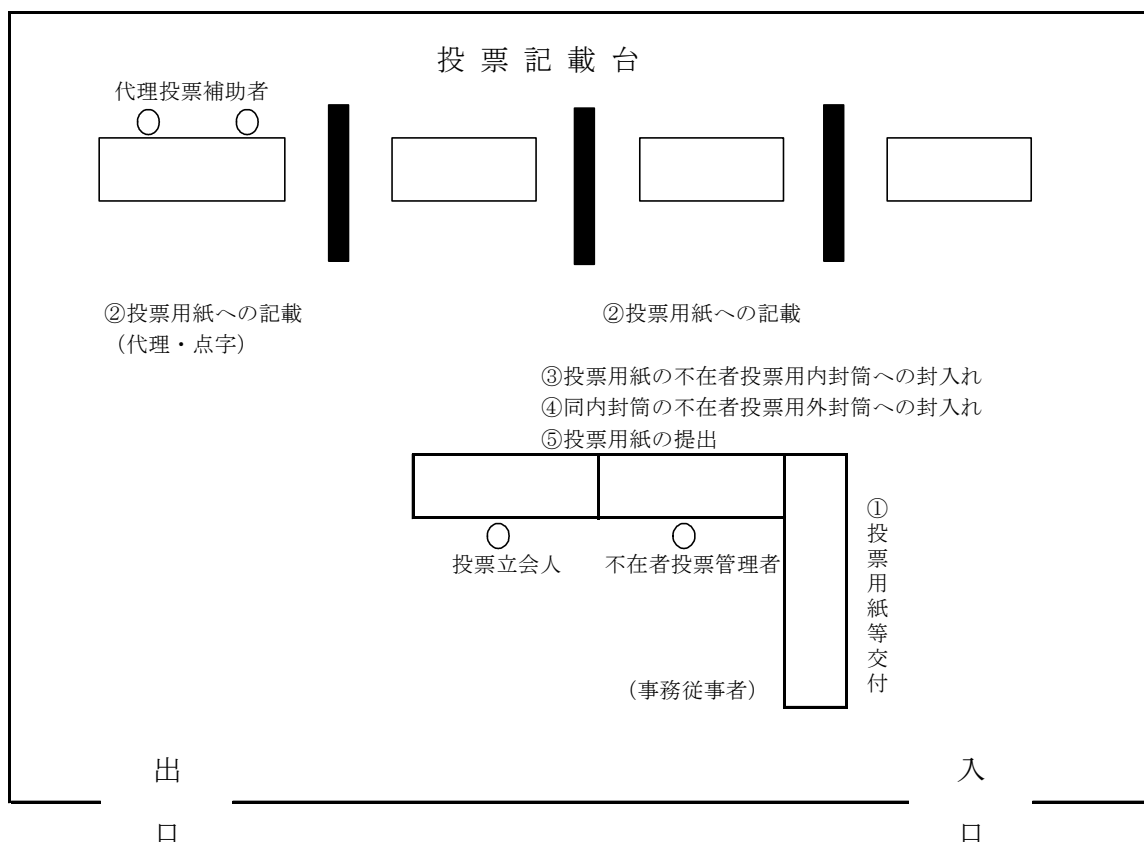 投票記載台
代理投票補助者
②投票用紙への記載
（代理・点字）
②投票用紙への記載
③投票用紙の不在者投票用内封筒への封入れ
④同内封筒の不在者投票用外封筒への封入れ
⑤投票用紙の提出
①投票用紙等交付
投票立会人
不在者投票管理者
（事務従事者）
出口
入口